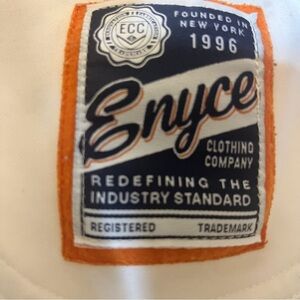 ECC
FOUNDED IN
NEW YORK
1996
Enyce
CLOTHING
COMPANY
REDEFINING THE
INDUSTRY STANDARD
REGISTERED TRADEMARK